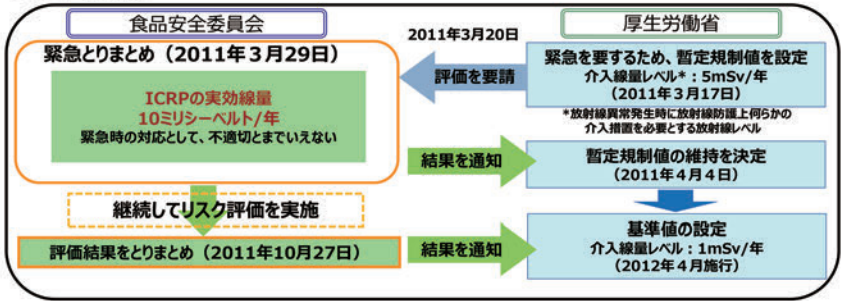 食品安全委員会
緊急とりまとめ（2011年３月29日）
ICRPの実効線量
10ミリシーベルト/年
緊急時の対応として、不適切とまでいえない
継続してリスク評価を実施
評価結果をとりまとめ（2011年10月27日）
2011年3月20日
評価を要請
結果を通知
結果を通知
厚生労働省
緊急を要するため、暫定規制値を設定
介入線量レベル*：5mSv/年
（2011年３月17日）
*放射線異常発生時に放射線防護上何らかの
介入措置を必要とする放射線レベル
暫定規制値の維持を決定
（2011年４月４日）
基準値の設定
介入線量レベル：1mSv/年
（2012年４月施行）